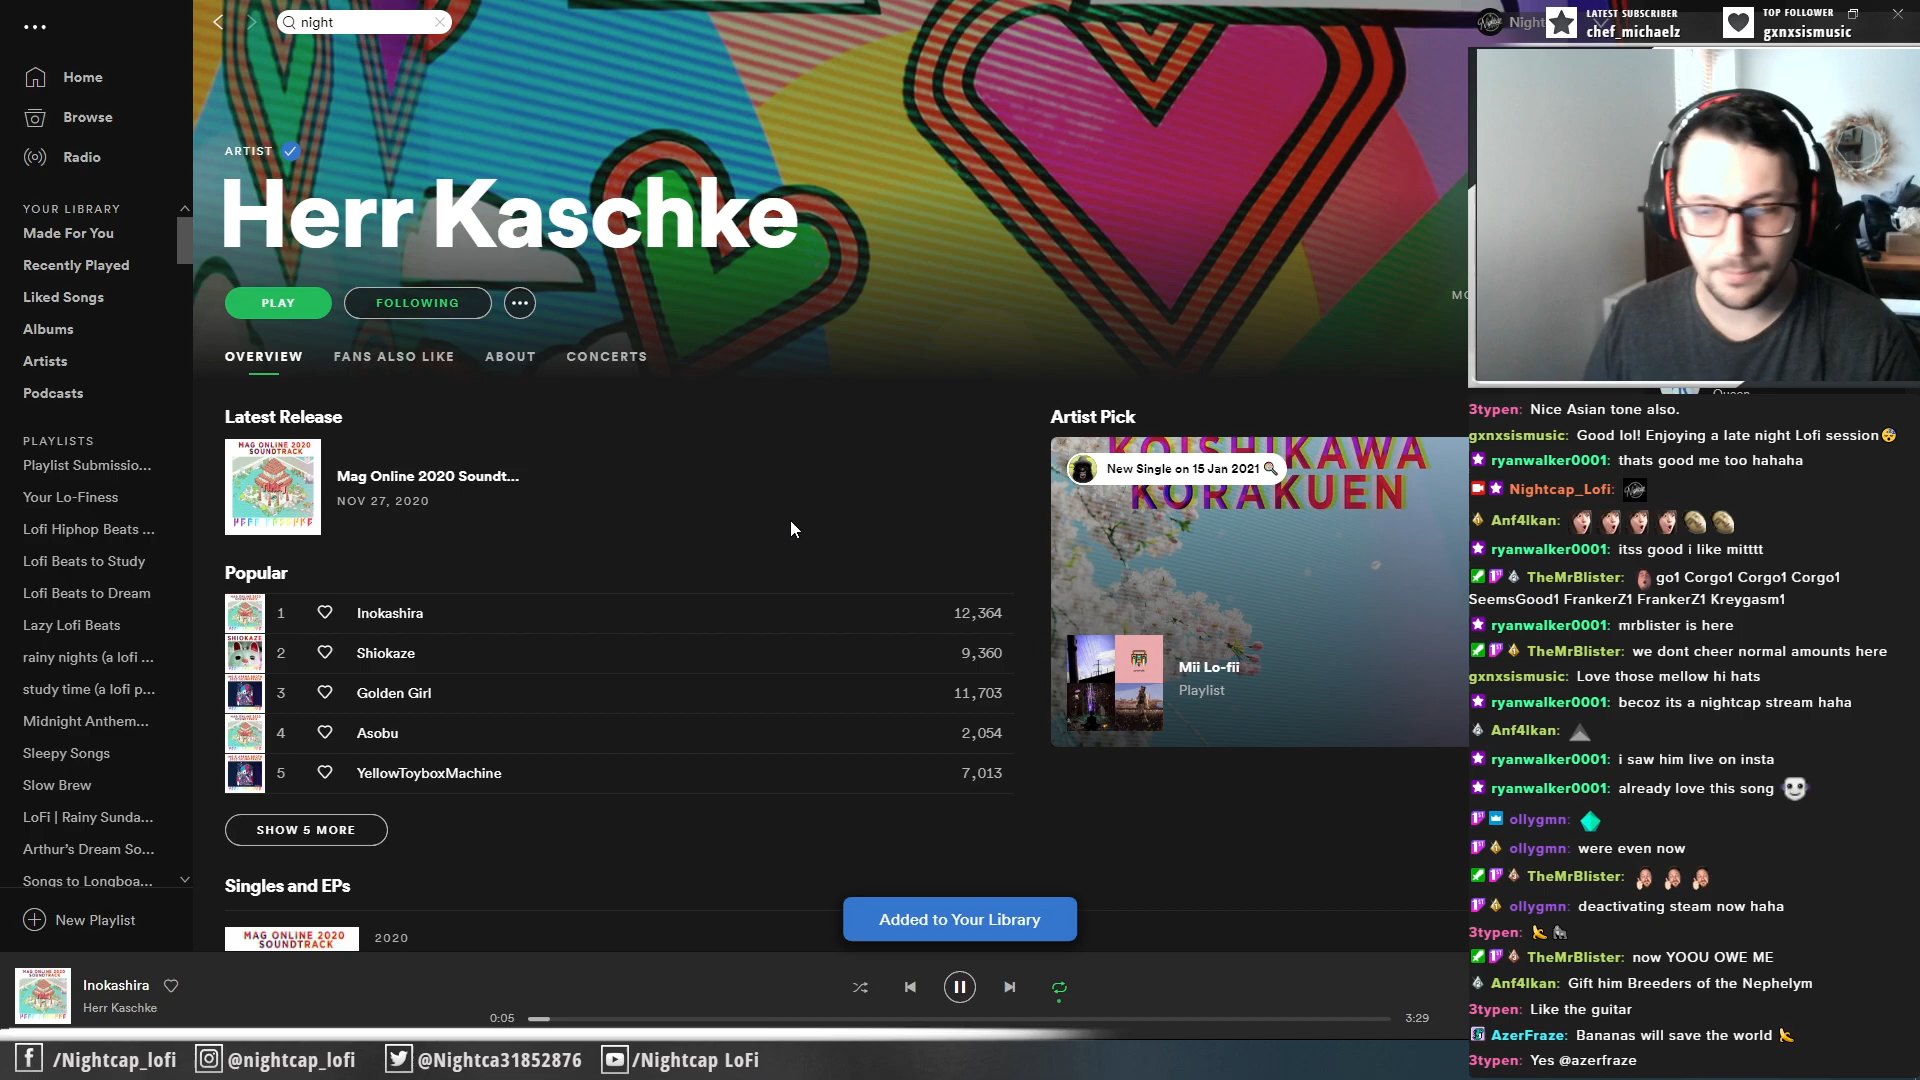 night
Night
LATEST SUBSCRIBER
chef_michaelz
TOP FOLLOWER
gxnxsismusic
Home
Browse
Radio
YOUR LIBRARY
Made For You
Recently Played
Liked Songs
Albums
Artists
Podcasts
PLAYLISTS
Playlist Submissio...
Your Lo-Finess
Lofi Hiphop Beats ...
Lofi Beats to Study
Lofi Beats to Dream
Lazy Lofi Beats
rainy nights (a lofi ...
study time (a lofi p...
Midnight Anthem...
Sleepy Songs
Slow Brew
LoFi | Rainy Sunda...
Arthur's Dream So...
Songs to Longboa...
New Playlist
ARTIST
Herr Kaschke
PLAY
FOLLOWING
MO
OVERVIEW FANS ALSO LIKE ABOUT CONCERTS
Latest Release
MAG ONLINE 2020
SOUNDTRACK
HERR KASCHKE
Mag Online 2020 Soundt...
NOV 27, 2020
Popular
1 Inokashira 12,364
SHIOKAZE
2 Shiokaze 9,360
3 Golden Girl 11,703
4 Asobu 2,054
5 YellowToyboxMachine 7,013
SHOW 5 MORE
Singles and EPs
MAG ONLINE 2020
SOUNDTRACK
2020
Artist Pick
KOISHIKAWA
KORAKUEN
New Single on 15 Jan 2021
Mii Lo-fii
Playlist
Added to Your Library
Inokashira
Herr Kaschke
0:05
3:29
/Nightcap_lofi
@nightcap_lofi
@Nightca31852876
/Nightcap LoFi
3typen: Nice Asian tone also.
gxnxsismusic: Good lol! Enjoying a late night Lofi session
ryanwalker0001: thats good me too hahaha
Nightcap_Lofi:
Anf4lkan:
ryanwalker0001: itss good i like mitttt
TheMrBlister: go1 Corgo1 Corgo1 Corgo1
SeemsGood1 FrankerZ1 FrankerZ1 Kreygasm1
ryanwalker0001: mrblister is here
TheMrBlister: we dont cheer normal amounts here
gxnxsismusic: Love those mellow hi hats
ryanwalker0001: becoz its a nightcap stream haha
Anf4lkan:
ryanwalker0001: i saw him live on insta
ryanwalker0001: already love this song
ollygmn:
ollygmn: were even now
TheMrBlister:
ollygmn: deactivating steam now haha
3typen:
TheMrBlister: now YOOU OWE ME
Anf4lkan: Gift him Breeders of the Nephelym
3typen: Like the guitar
AzerFraze: Bananas will save the world
3typen: Yes @azerfraze